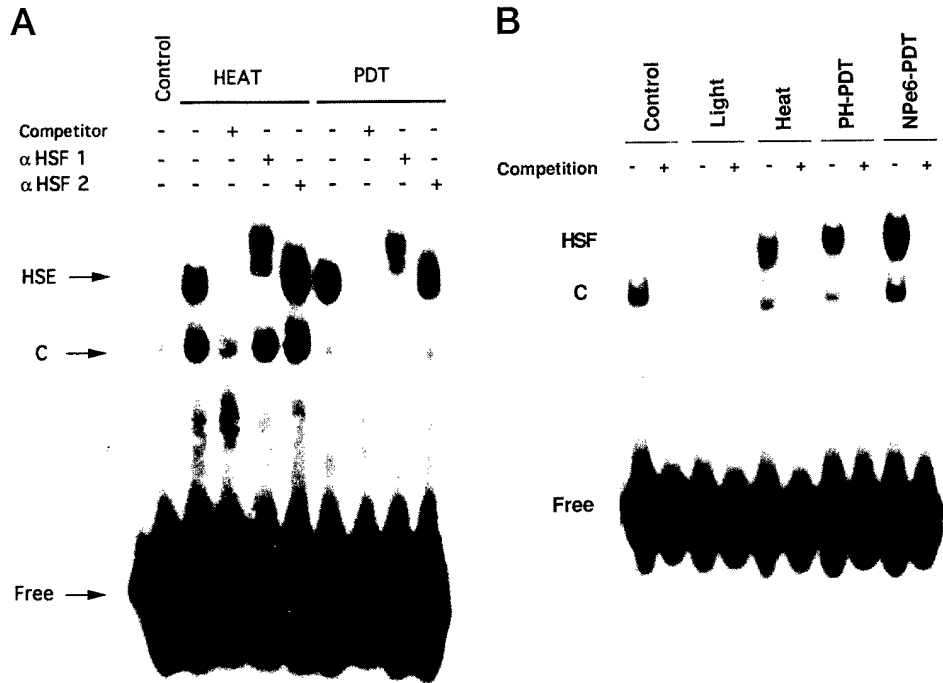 A
Control
HEAT
PDT
Competitor - - + - - - + - -
α HSF 1 - - - + - - - + -
α HSF 2 - - - - + - - - +
HSE
C
Free
B
Control
Light
Heat
PH-PDT
NPe6-PDT
Competition - + - + - + - + - +
HSF
C
Free